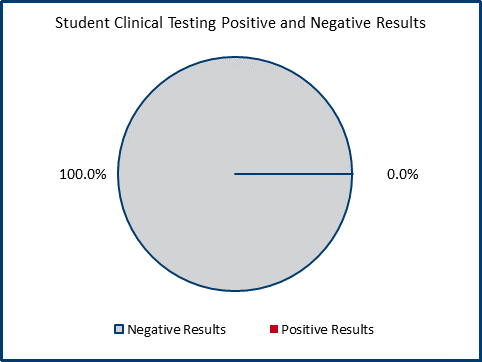 Student Clinical Testing Positive and Negative Results
100.0%
0.0%
Negative Results
Positive Results